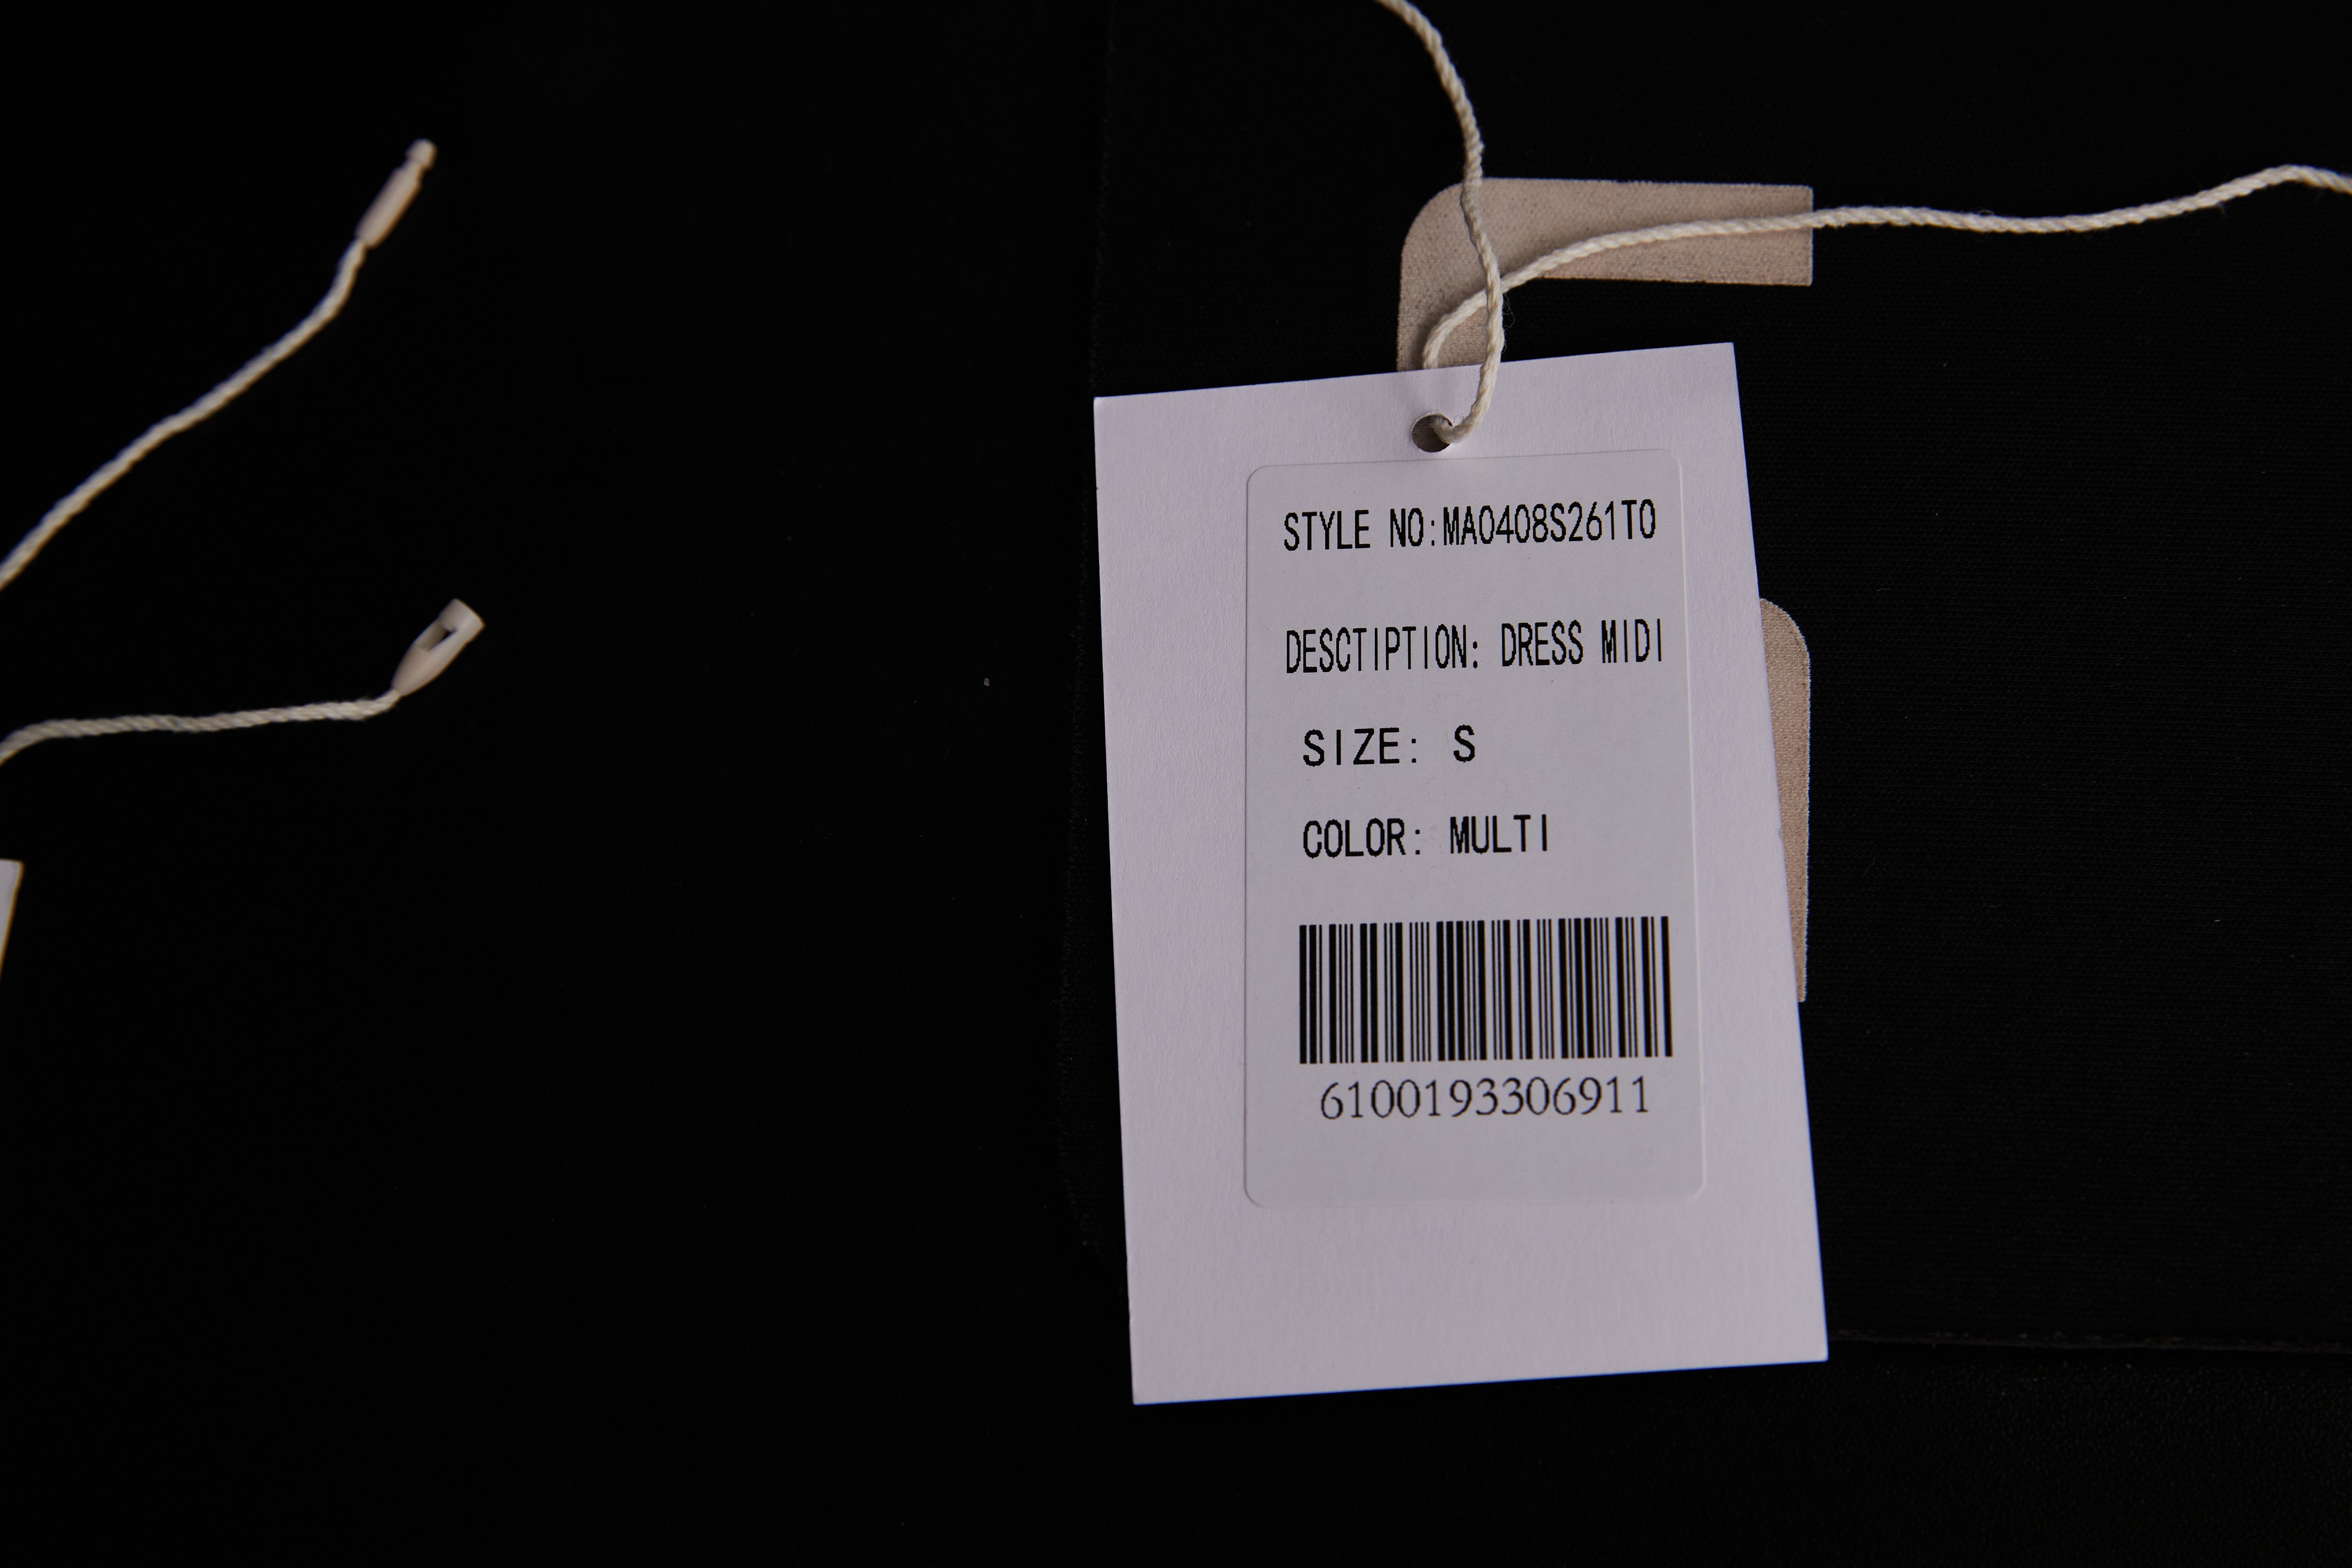 STYLE NO:MA0408S261T0
DESCTIPTION: DRESS MIDI
SIZE: S
COLOR: MULTI
6100193306911